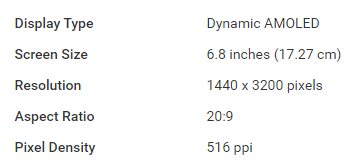 Display Type Dynamic AMOLED
Screen Size 6.8 inches (17.27 cm)
Resolution 1440 x 3200 pixels
Aspect Ratio 20:9
Pixel Density 516 ppi